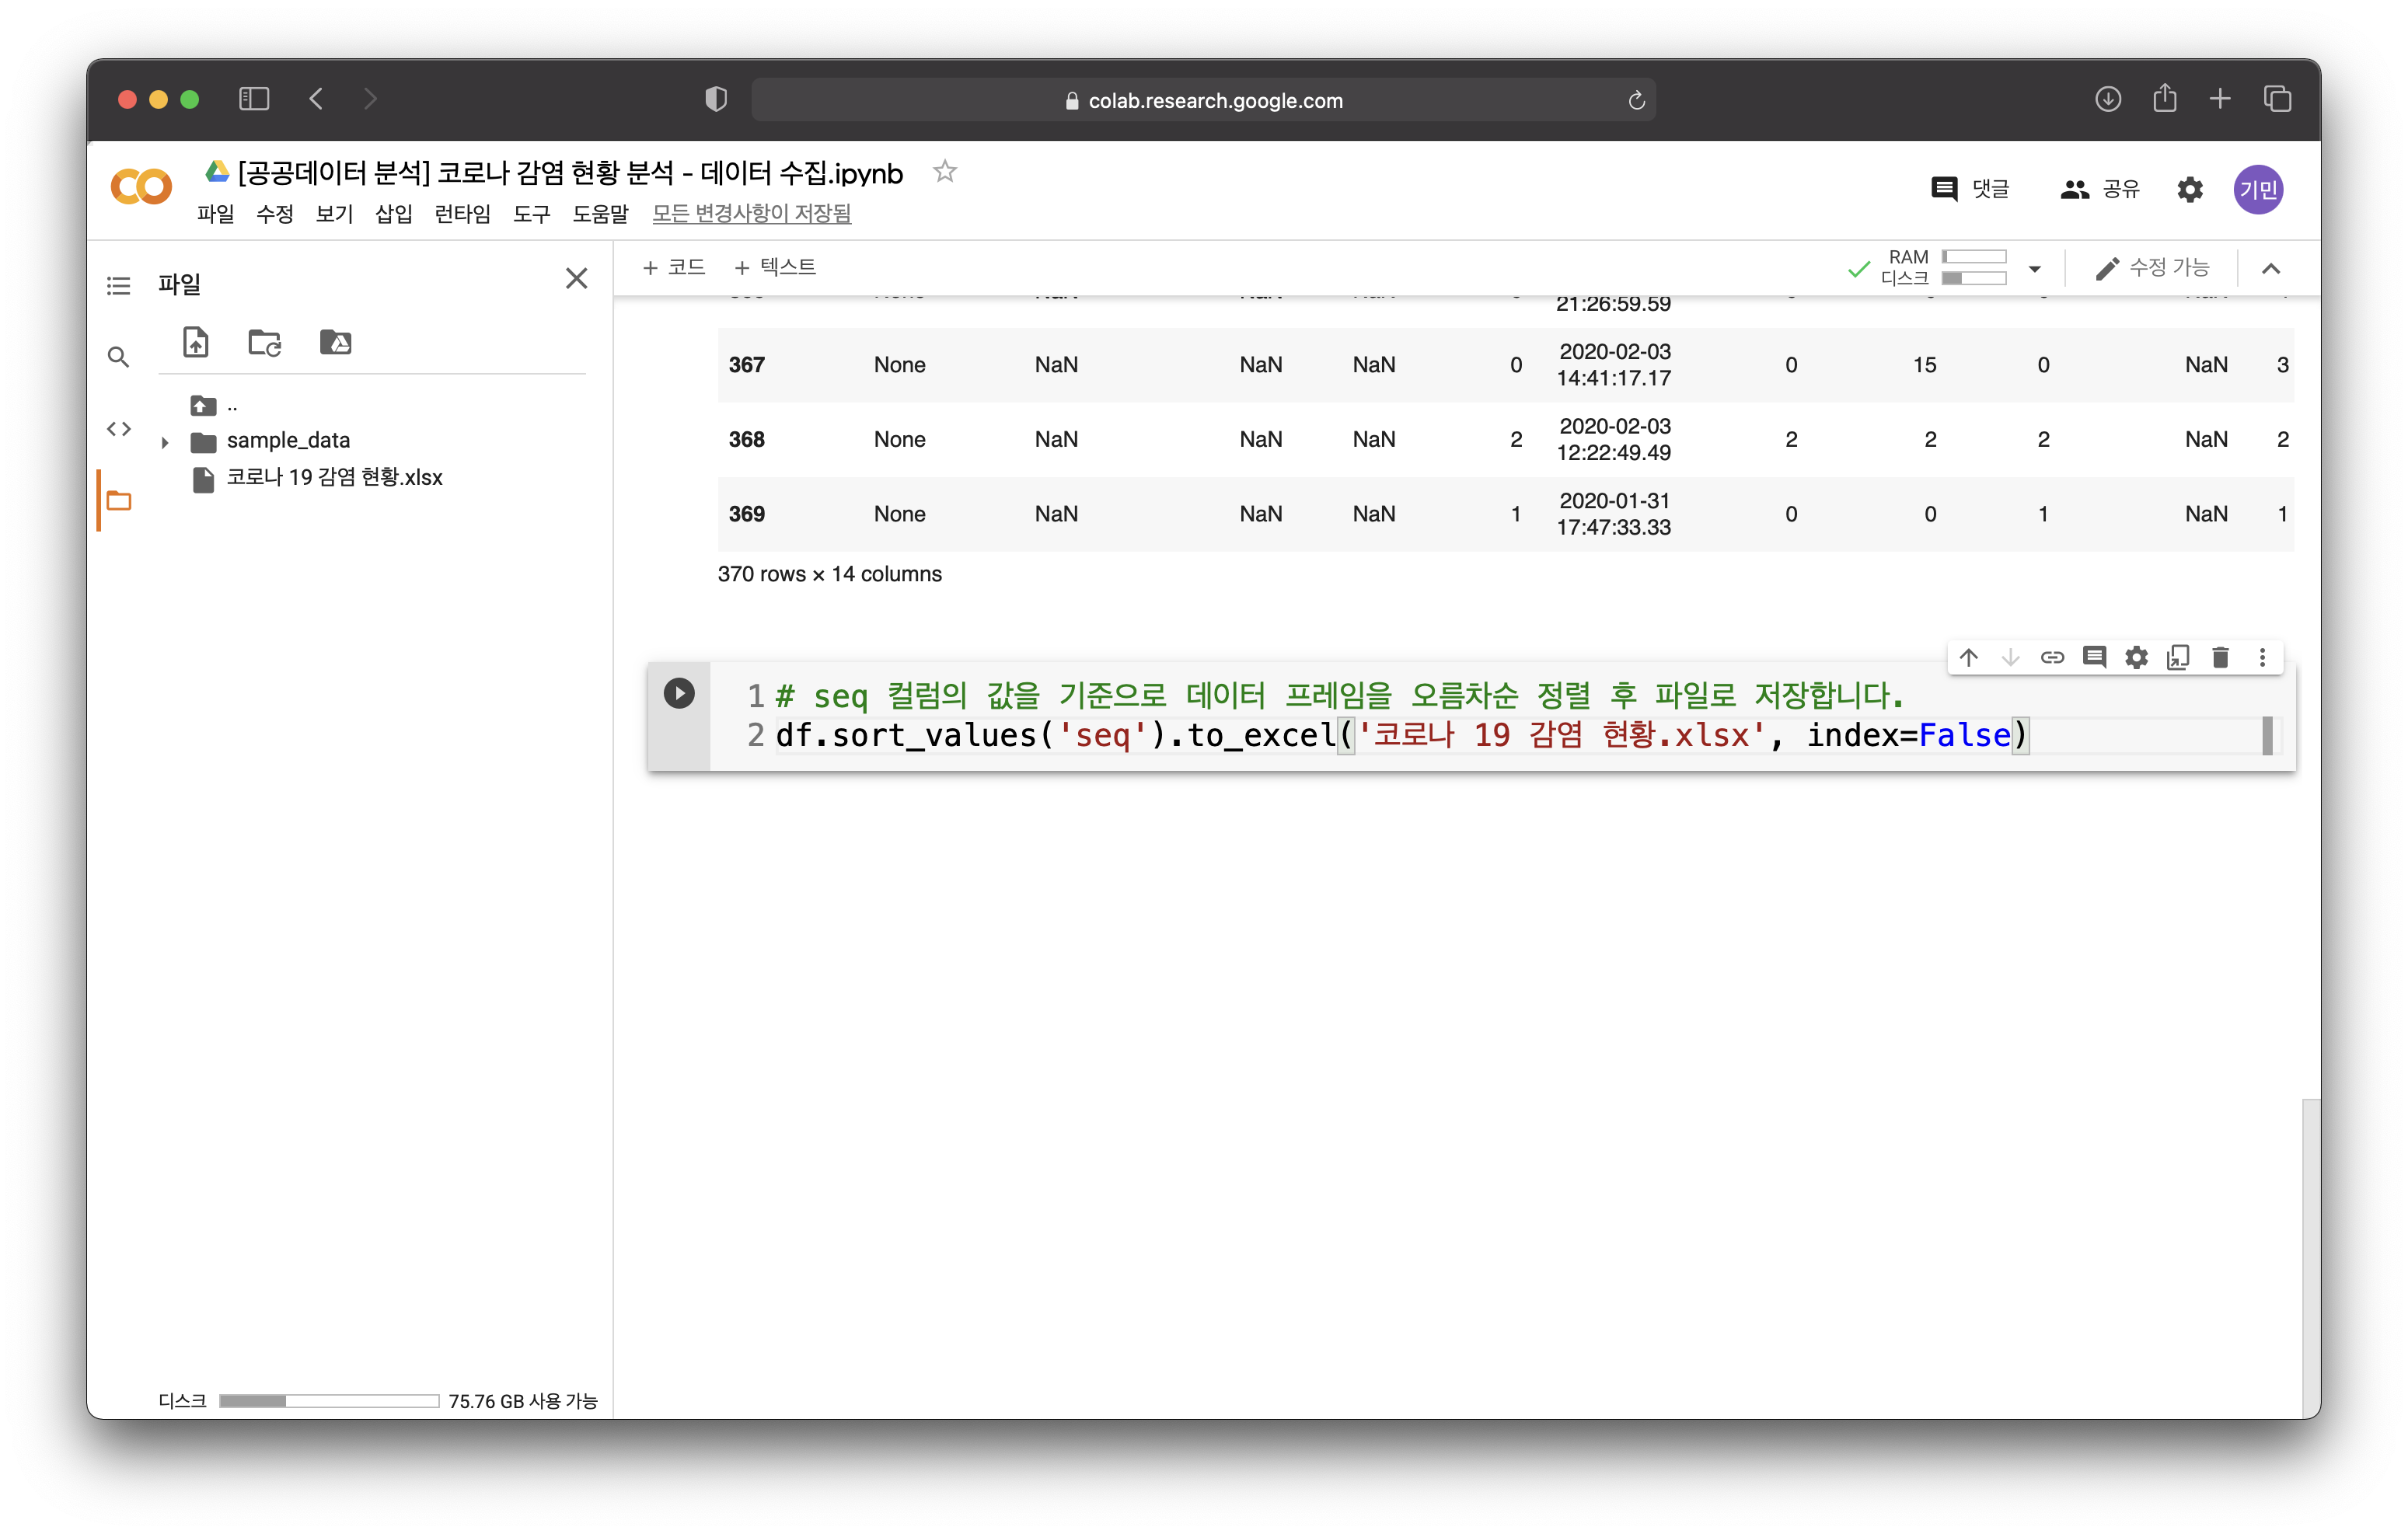 colab.research.google.com
[공공데이터 분석] 코로나 감염 현황 분석 - 데이터 수집.ipynb
파일 수정 보기 삽입 런타임 도구 도움말 모든 변경사항이 저장됨
댓글 공유 기민
파일
+ 코드 + 텍스트
RAM
디스크
수정 가능
..
sample_data
코로나 19 감염 현황.xlsx
21:26:59.59
367 None NaN NaN NaN 0 2020-02-03 14:41:17.17 0 15 0 NaN 3
368 None NaN NaN NaN 2 2020-02-03 12:22:49.49 2 2 2 NaN 2
369 None NaN NaN NaN 1 2020-01-31 17:47:33.33 0 0 1 NaN 1
370 rows × 14 columns
1 # seq 컬럼의 값을 기준으로 데이터 프레임을 오름차순 정렬 후 파일로 저장합니다.
2 df.sort_values('seq').to_excel('코로나 19 감염 현황.xlsx', index=False)
디스크 75.76 GB 사용 가능